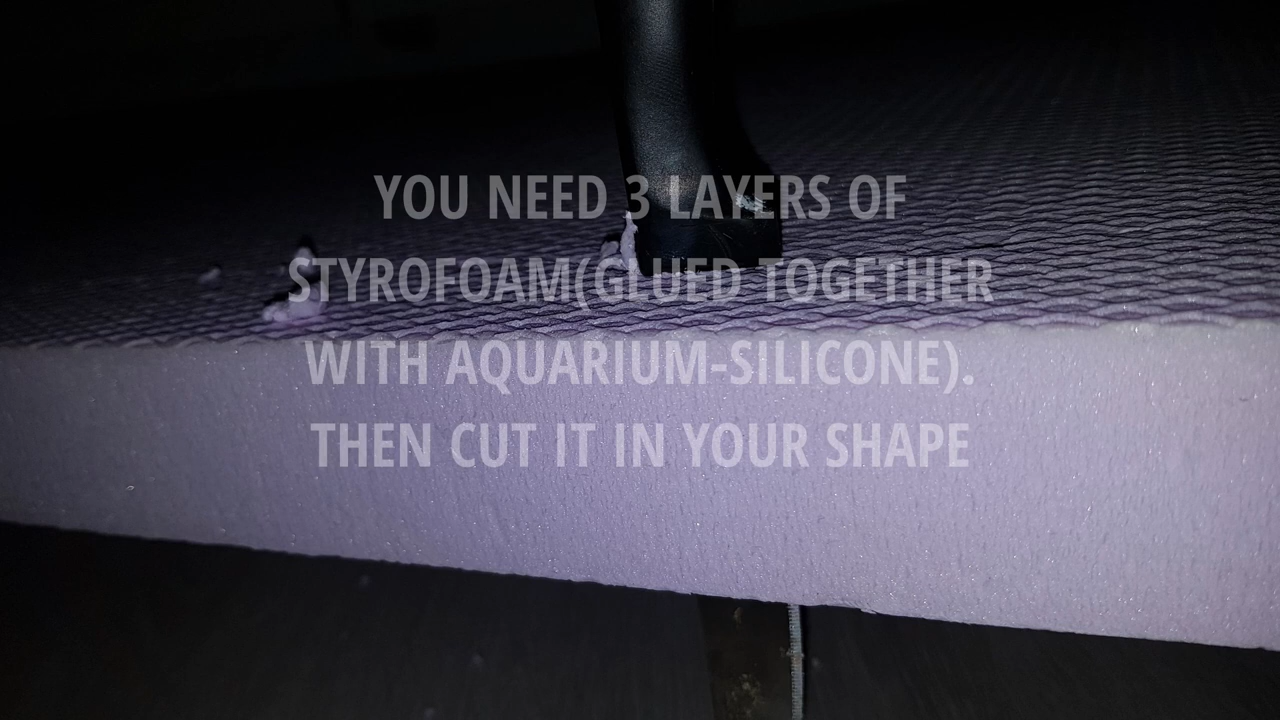 YOU NEED 3 LAYERS OF
STYROFOAM(GLUED TOGETHER
WITH AQUARIUM-SILICONE).
THEN CUT IT IN YOUR SHAPE